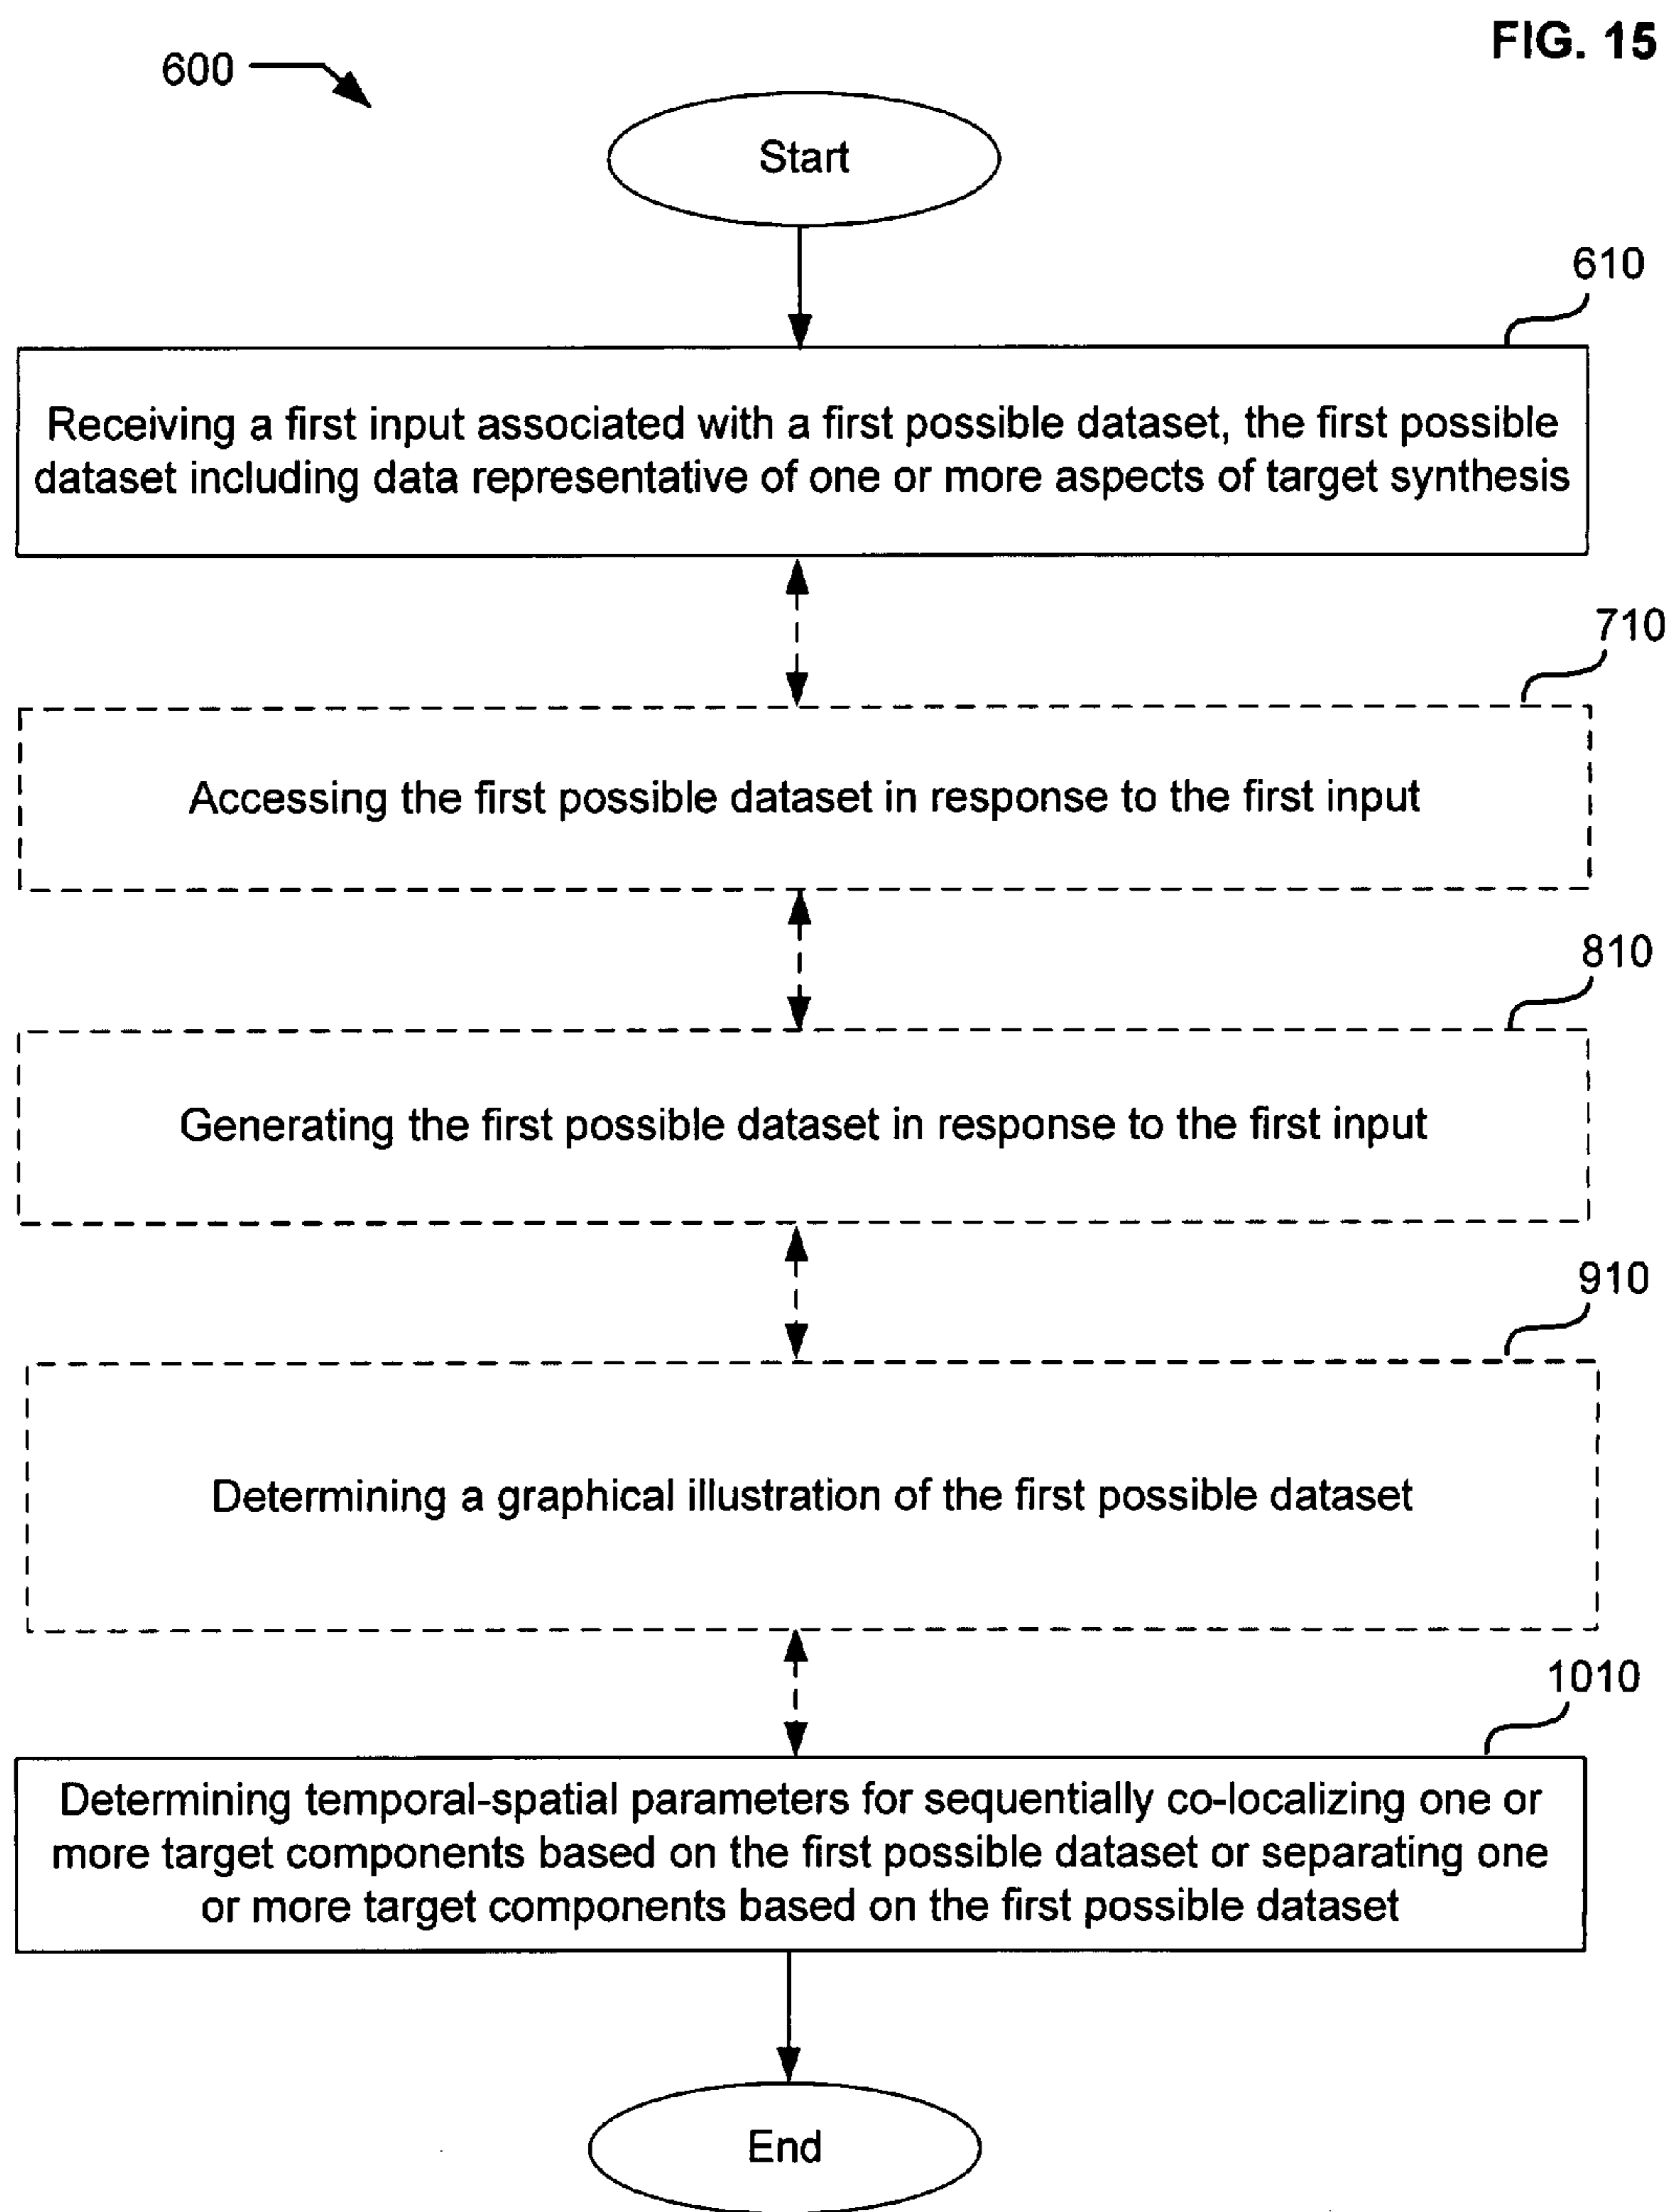 FIG. 15
600
Start
610
Receiving a first input associated with a first possible dataset, the first possible
dataset including data representative of one or more aspects of target synthesis
710
Accessing the first possible dataset in response to the first input
810
Generating the first possible dataset in response to the first input
910
Determining a graphical illustration of the first possible dataset
1010
Determining temporal-spatial parameters for sequentially co-localizing one or
more target components based on the first possible dataset or separating one
or more target components based on the first possible dataset
End